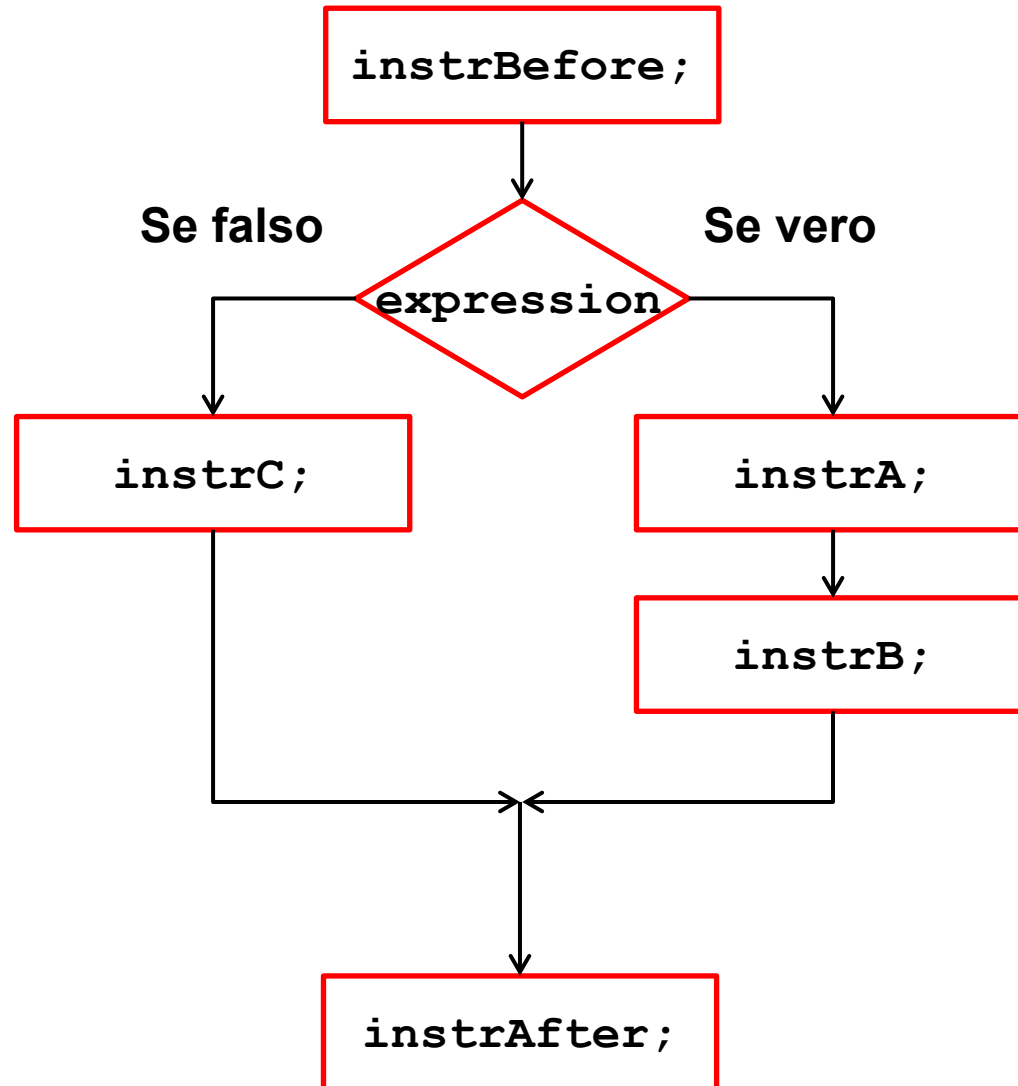 instrBefore;
Se falso
Se vero
expression
instrC;
instrA;
instrB;
instrAfter;